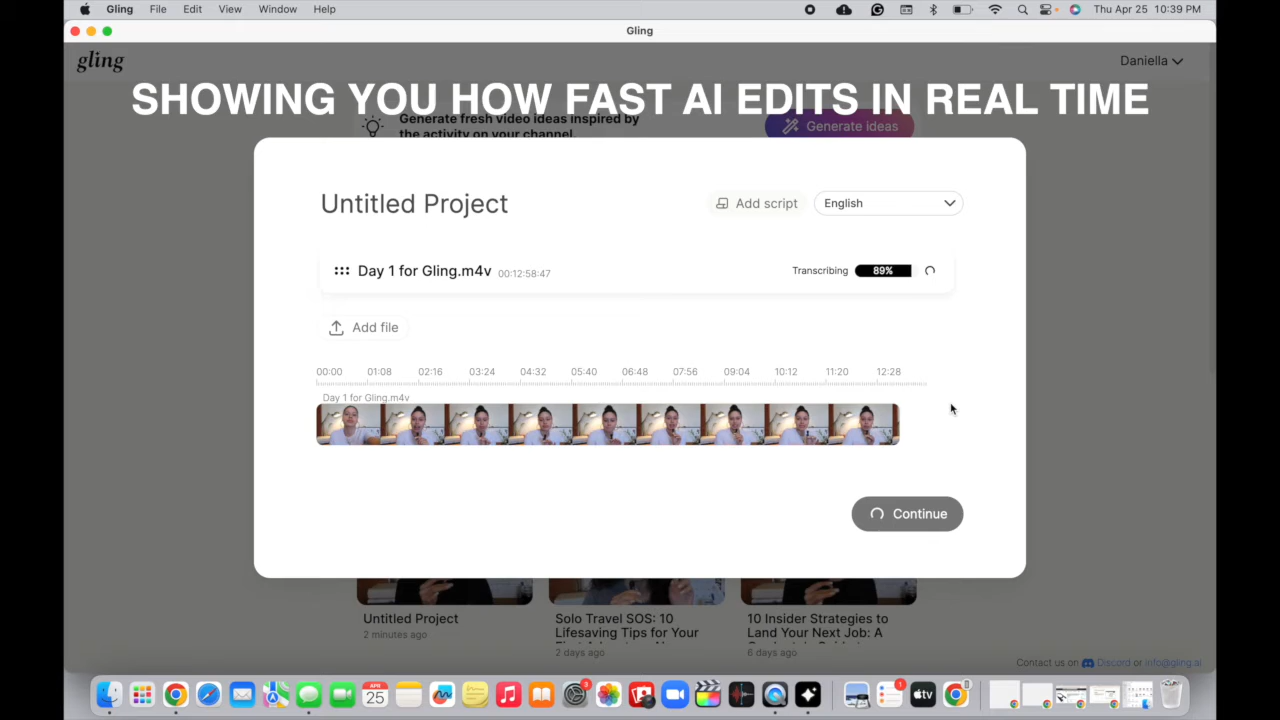 Gling File Edit View Window Help
Thu Apr 25 10:39 PM
Gling
gling
Daniella
SHOWING YOU HOW FAST AI EDITS IN REAL TIME
Generate fresh video ideas inspired by
the activity on your channel.
Generate ideas
Untitled Project
Add script
English
Day 1 for Gling.m4v 00:12:58:47
Transcribing 89%
Add file
00:00 01:08 02:16 03:24 04:32 05:40 06:48 07:56 09:04 10:12 11:20 12:28
Day 1 for Gling.m4v
Continue
Untitled Project
2 minutes ago
Solo Travel SOS: 10
Lifesaving Tips for Your
2 days ago
10 Insider Strategies to
Land Your Next Job: A
6 days ago
Contact us on Discord or info@gling.ai
APR
25
3
1
tv